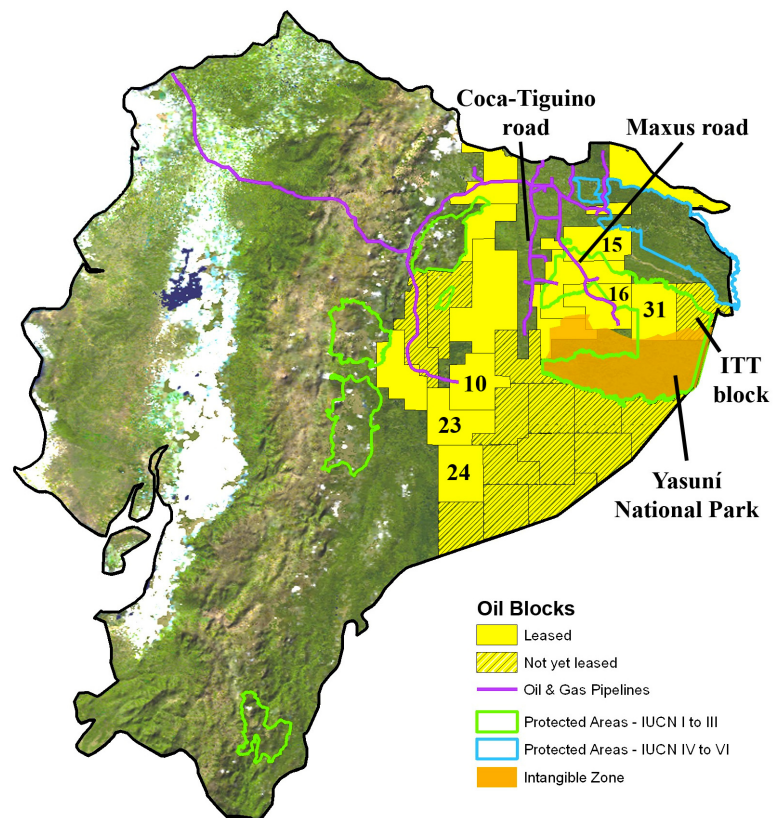 Coca-Tiguino
road
Maxus road
15
16
31
ITT
block
10
23
24
Yasuní
National Park
Oil Blocks
Leased
Not yet leased
Oil & Gas Pipelines
Protected Areas - IUCN I to III
Protected Areas - IUCN IV to VI
Intangible Zone